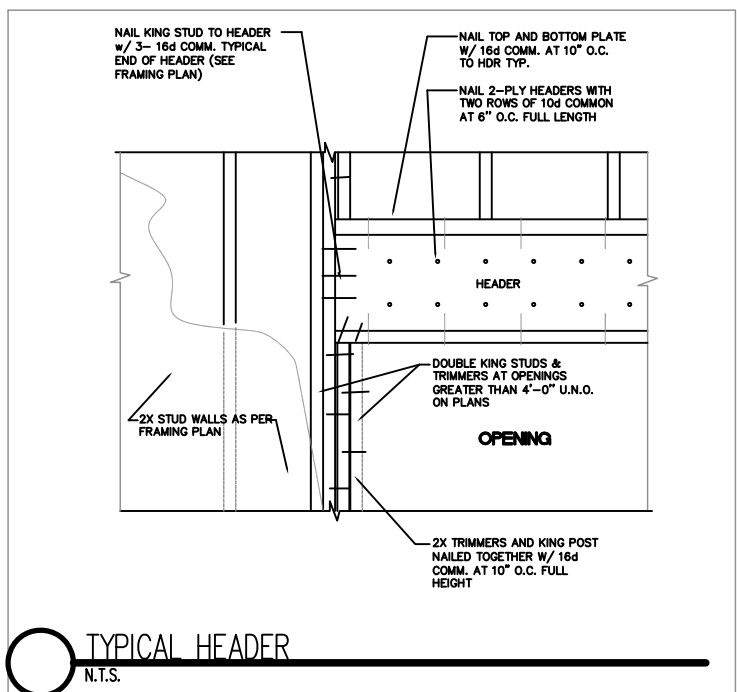 NAIL KING STUD TO HEADER
w/ 3- 16d COMM. TYPICAL
END OF HEADER (SEE
FRAMING PLAN)
NAIL TOP AND BOTTOM PLATE
W/ 16d COMM. AT 10" O.C.
TO HDR TYP.
NAIL 2-PLY HEADERS WITH
TWO ROWS OF 10d COMMON
AT 6" O.C. FULL LENGTH
HEADER
DOUBLE KING STUDS &
TRIMMERS AT OPENINGS
GREATER THAN 4'-0" U.N.O.
ON PLANS
2X STUD WALLS AS PER
FRAMING PLAN
OPENING
2X TRIMMERS AND KING POST
NAILED TOGETHER W/ 16d
COMM. AT 10" O.C. FULL
HEIGHT
TYPICAL HEADER
N.T.S.